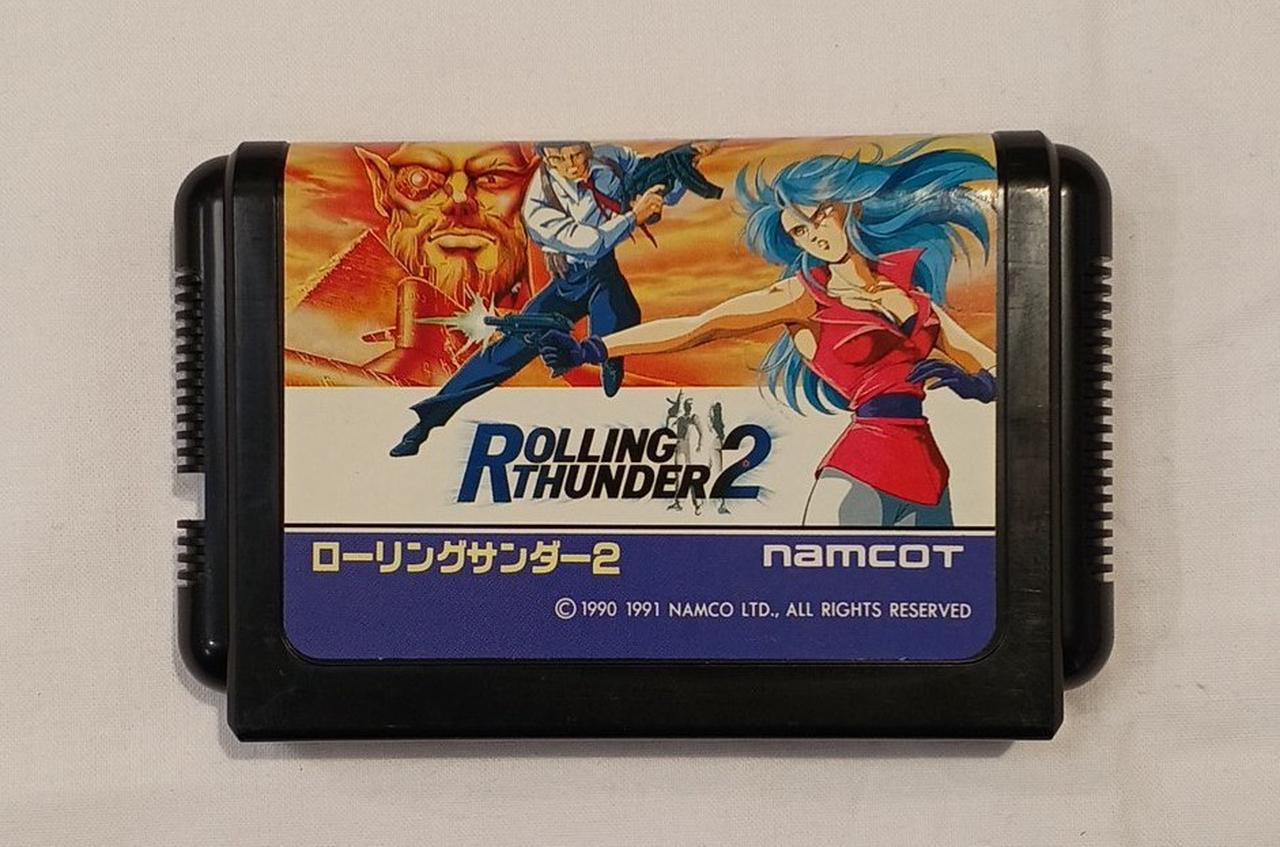 ROLLING
THUNDER 2
ローリングサンダー2
namcot
© 1990 1991 NAMCO LTD., ALL RIGHTS RESERVED